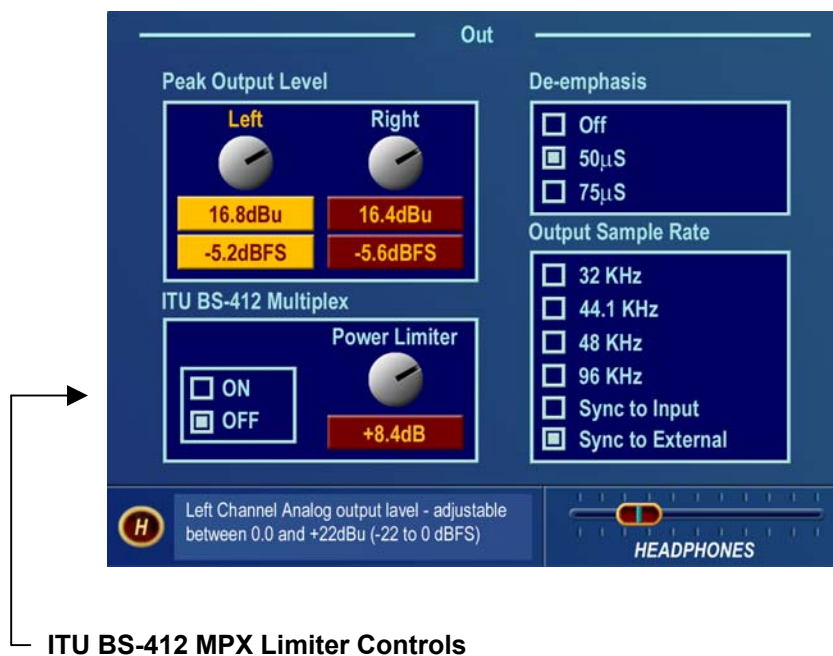 Out
Peak Output Level
Left
Right
16.8dBu
16.4dBu
-5.2dBFS
-5.6dBFS
ITU BS-412 Multiplex
Power Limiter
ON
OFF
+8.4dB
De-emphasis
Off
50µS
75µS
Output Sample Rate
32 KHz
44.1 KHz
48 KHz
96 KHz
Sync to Input
Sync to External
H
Left Channel Analog output lavel - adjustable
between 0.0 and +22dBu (-22 to 0 dBFS)
HEADPHONES
ITU BS-412 MPX Limiter Controls